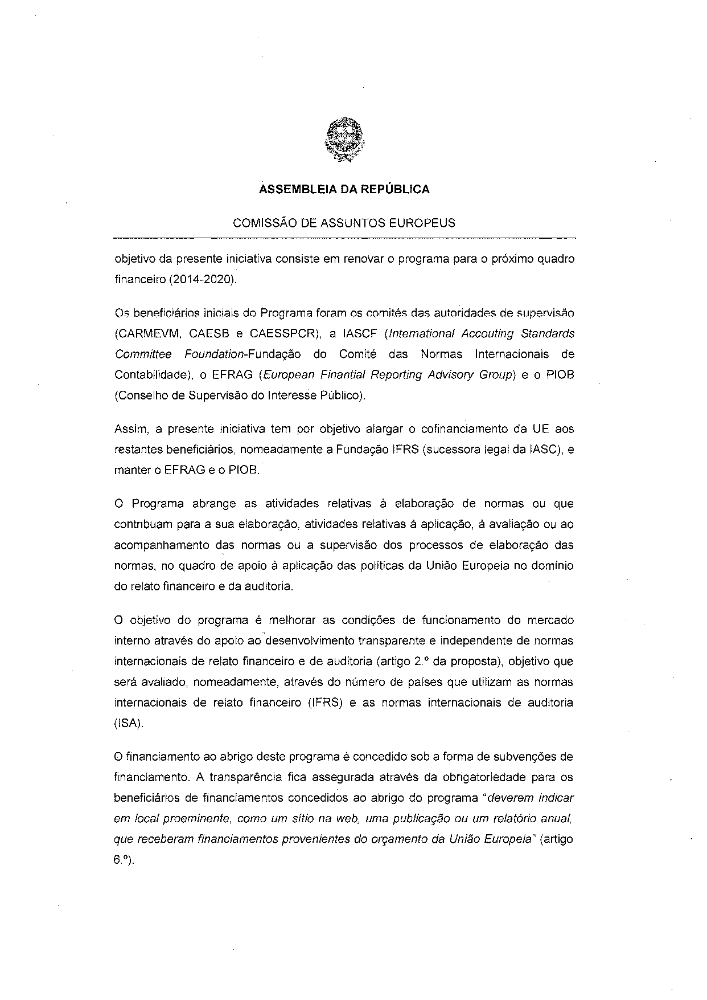 ASSEMBLEIA DA REPÚBLICA
COMISSÃO DE ASSUNTOS EUROPEUS
objetivo da presente iniciativa consiste em renovar o programa para o próximo quadro
financeiro (2014-2020).
Os beneficiários iniciais do Programa foram os comités das autoridades de supervisão
(CARMEVM, CAESB e CAESSPCR), a IASCF (International Accouting Standards
Committee Foundation-Fundação do Comité das Normas Internacionais de
Contabilidade), o EFRAG (European Finantial Reporting Advisory Group) e o PIOB
(Conselho de Supervisão do Interesse Público).
Assim, a presente iniciativa tem por objetivo alargar o cofinanciamento da UE aos
restantes beneficiários, nomeadamente a Fundação IFRS (sucessora legal da IASC), e
manter o EFRAG e o PIOB.
O Programa abrange as atividades relativas à elaboração de normas ou que
contribuam para a sua elaboração, atividades relativas à aplicação, à avaliação ou ao
acompanhamento das normas ou a supervisão dos processos de elaboração das
normas, no quadro de apoio à aplicação das políticas da União Europeia no domínio
do relato financeiro e da auditoria.
O objetivo do programa é melhorar as condições de funcionamento do mercado
interno através do apoio ao desenvolvimento transparente e independente de normas
internacionais de relato financeiro e de auditoria (artigo 2.º da proposta), objetivo que
será avaliado, nomeadamente, através do número de países que utilizam as normas
internacionais de relato financeiro (IFRS) e as normas internacionais de auditoria
(ISA).
O financiamento ao abrigo deste programa é concedido sob a forma de subvenções de
financiamento. A transparência fica assegurada através da obrigatoriedade para os
beneficiários de financiamentos concedidos ao abrigo do programa “deverem indicar
em local proeminente, como um sítio na web, uma publicação ou um relatório anual,
que receberam financiamentos provenientes do orçamento da União Europeia” (artigo
6.º).